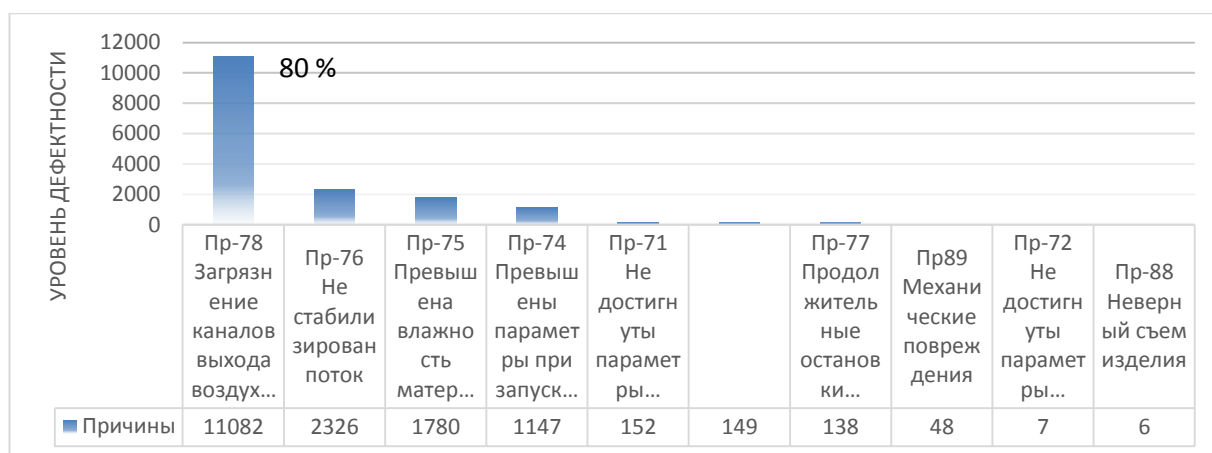 УРОВЕНЬ ДЕФЕКТНОСТИ
12000
10000
8000
6000
4000
2000
0
80 %
Пр-78
Загрязн
ение
каналов
выхода
воздух...
Пр-76
Не
стабили
зирован
поток
Пр-75
Превыш
ена
влажно
сть
матер...
Пр-74
Превыш
ены
парамет
ры при
запуск...
Пр-71
Не
достигн
уты
парамет
ры...
Пр-77
Продол
житель
ные
останов
ки...
Пр89
Механи
ческие
повреж
дения
Пр-72
Не
достигн
уты
парамет
ры...
Пр-88
Неверн
ый съем
изделия
Причины 11082 2326 1780 1147 152 149 138 48 7 6